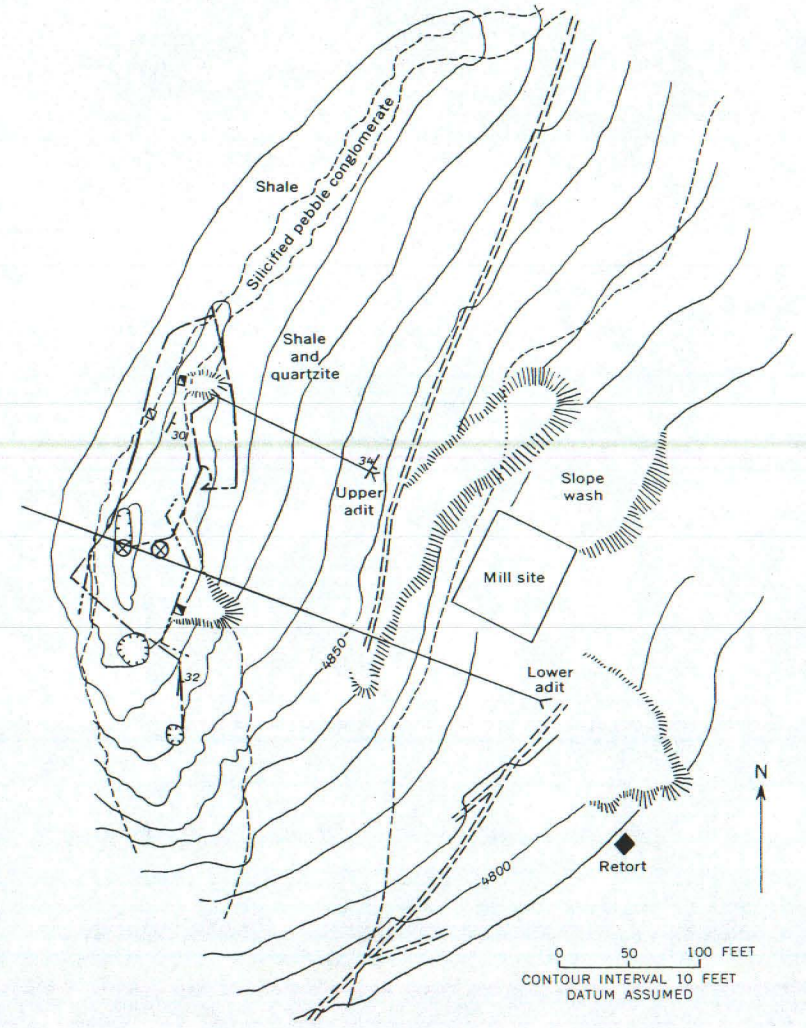 Shale
Silicified pebble conglomerate
Shale
and
quartzite
30
34
Upper
adit
Slope
wash
Mill site
4850
Lower
adit
32
N
4800
Retort
0 50 100 FEET
CONTOUR INTERVAL 10 FEET
DATUM ASSUMED